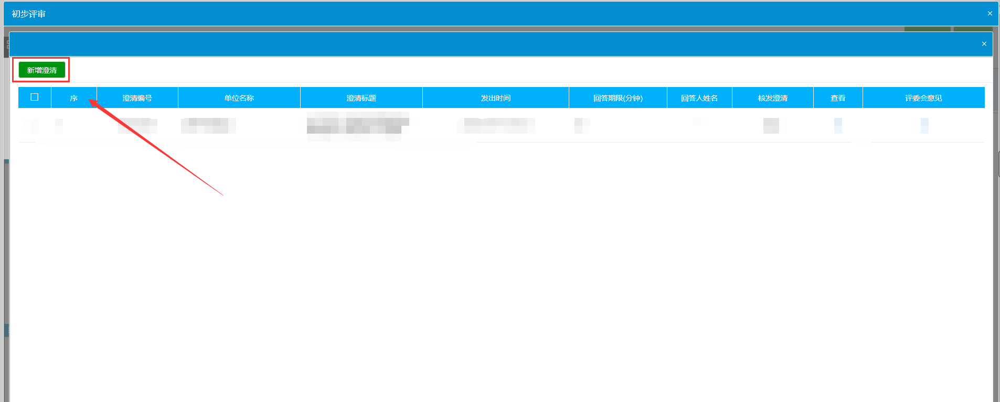 初步评审
新增澄清
序 澄清编号 单位名称 澄清标题 发出时间 回答期限(分钟) 回答人姓名 核发澄清 查看 评委会意见